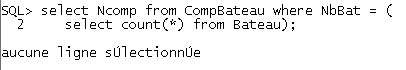 SQL> select Ncomp from CompBateau where NbBat = (
2 select count(*) from Bateau);
aucune ligne sÚlectionnÚe